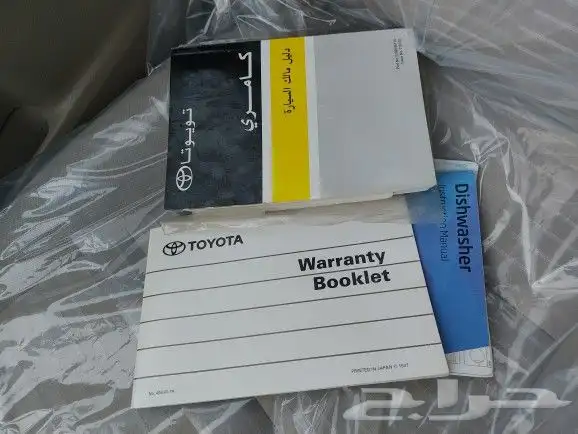 تويوتا
كامري
دليل مالك السيارة
TOYOTA
Warranty
Booklet
PRINTED IN JAPAN
Dishwasher
Instruction Manual
حراج